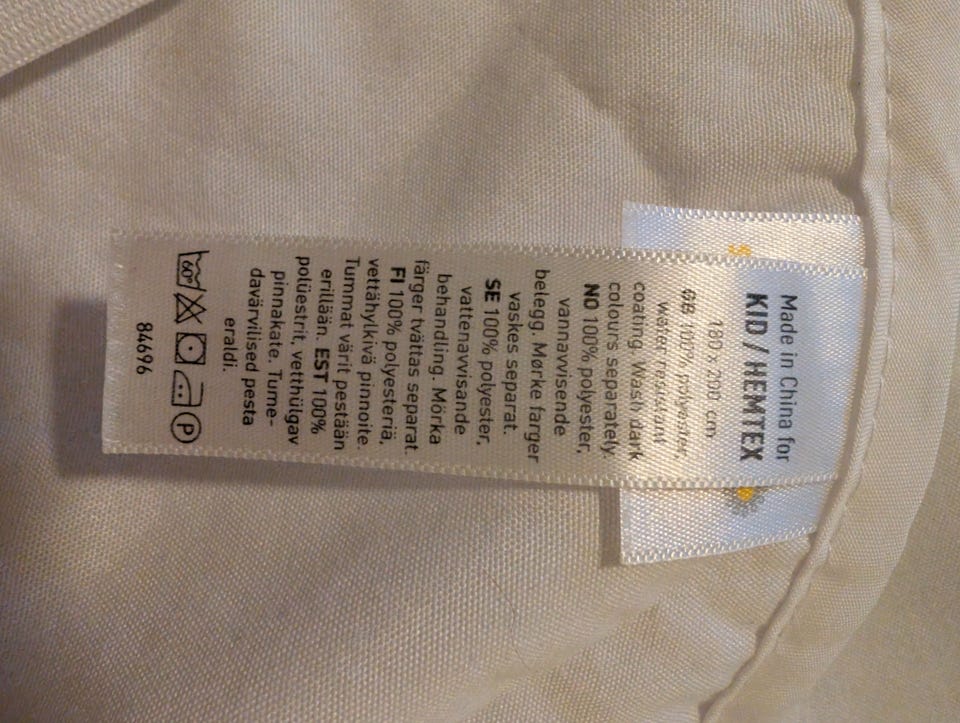 Made in China for
KID / HEMTEX
180 x 200 cm
GB 100% polyester,
water resistant
coating. Wash dark
colours separately.
NO 100% polyester,
vannavvisende
belegg. Mørke farger
vaskes separat.
SE 100% polyester,
vattenavvisande
behandling. Mörka
färger tvättas separat.
FI 100% polyesteriä,
vettähylkivä pinnoite.
Tummat värit pestään
erillään. EST 100%
polüestrit, vetthülgav
pinnakate. Tume-
davärvilised pesta
eraldi.
60°
P
84696